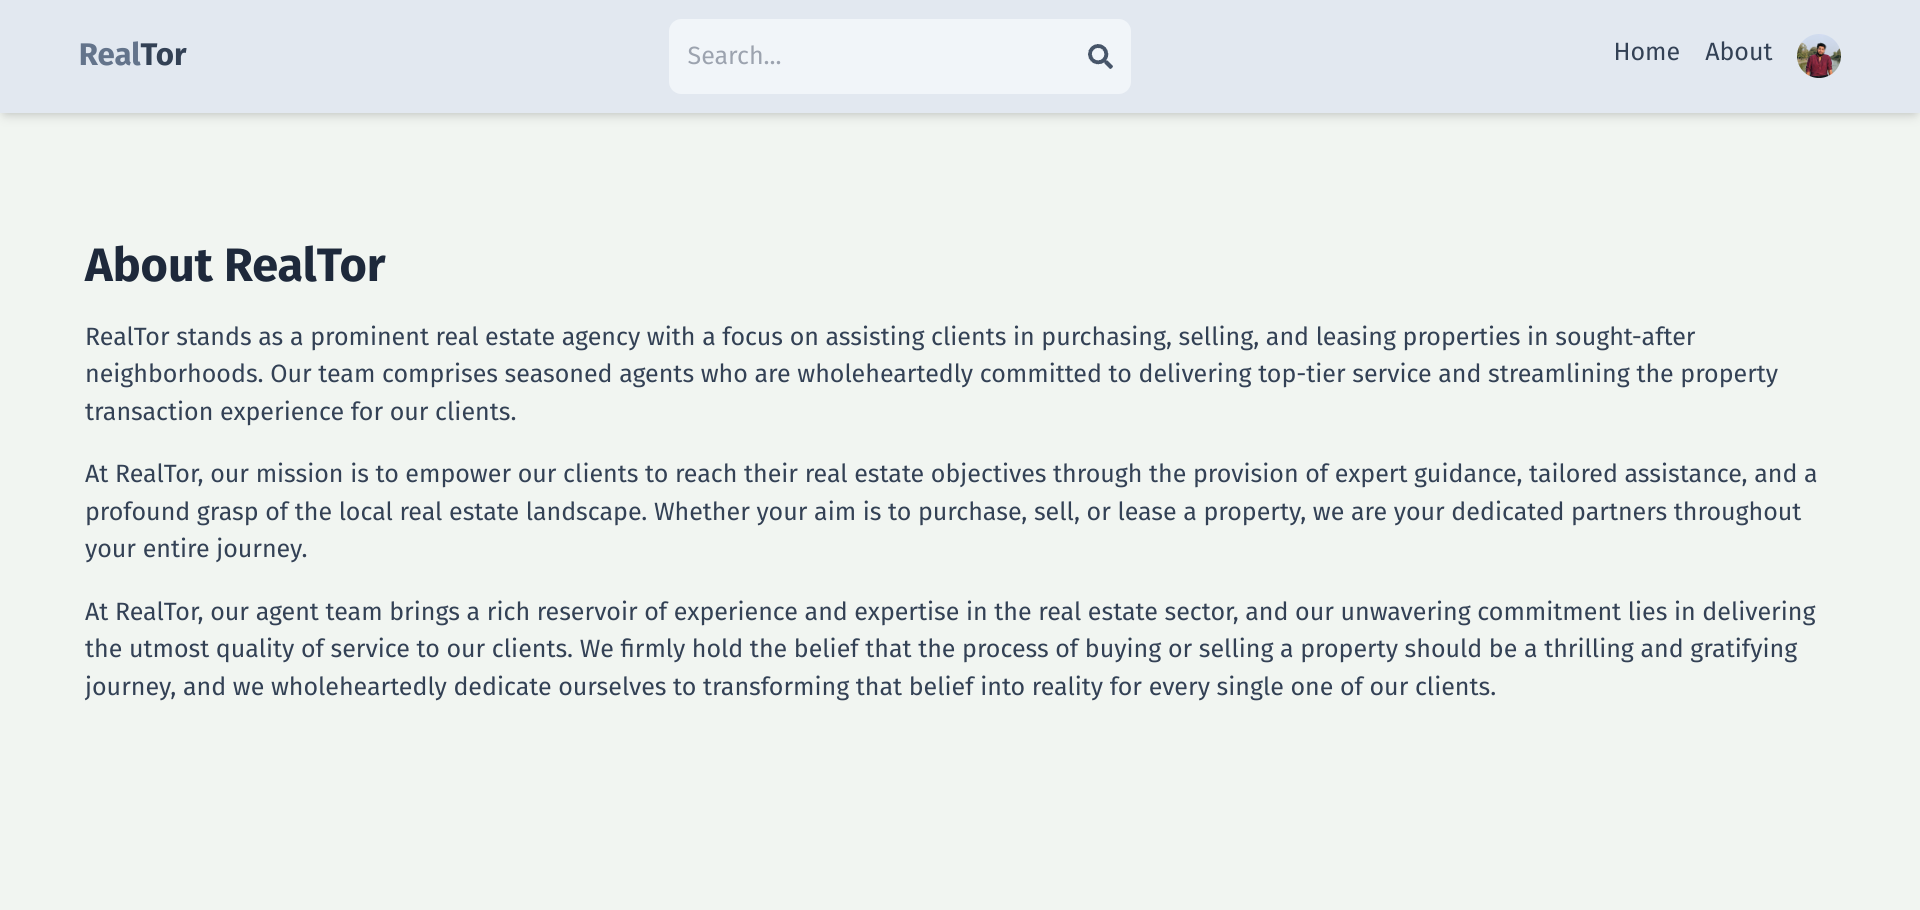 RealTor
Search...
Home
About
About RealTor
RealTor stands as a prominent real estate agency with a focus on assisting clients in purchasing, selling, and leasing properties in sought-after
neighborhoods. Our team comprises seasoned agents who are wholeheartedly committed to delivering top-tier service and streamlining the property
transaction experience for our clients.
At RealTor, our mission is to empower our clients to reach their real estate objectives through the provision of expert guidance, tailored assistance, and a
profound grasp of the local real estate landscape. Whether your aim is to purchase, sell, or lease a property, we are your dedicated partners throughout
your entire journey.
At RealTor, our agent team brings a rich reservoir of experience and expertise in the real estate sector, and our unwavering commitment lies in delivering
the utmost quality of service to our clients. We firmly hold the belief that the process of buying or selling a property should be a thrilling and gratifying
journey, and we wholeheartedly dedicate ourselves to transforming that belief into reality for every single one of our clients.